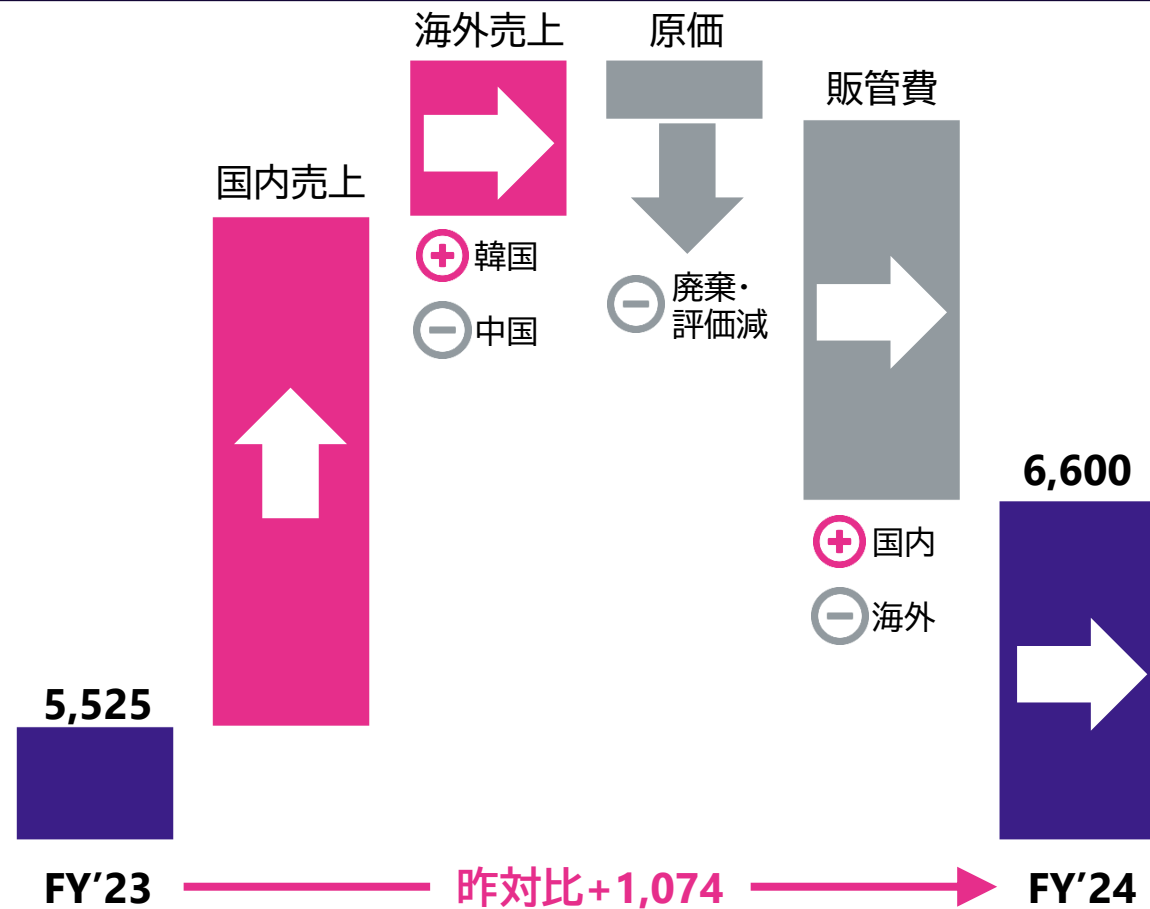 海外売上
原価
販管費
国内売上
韓国
中国
廃棄・
評価減
6,600
国内
海外
5,525
FY’23
昨対比+1,074
FY’24